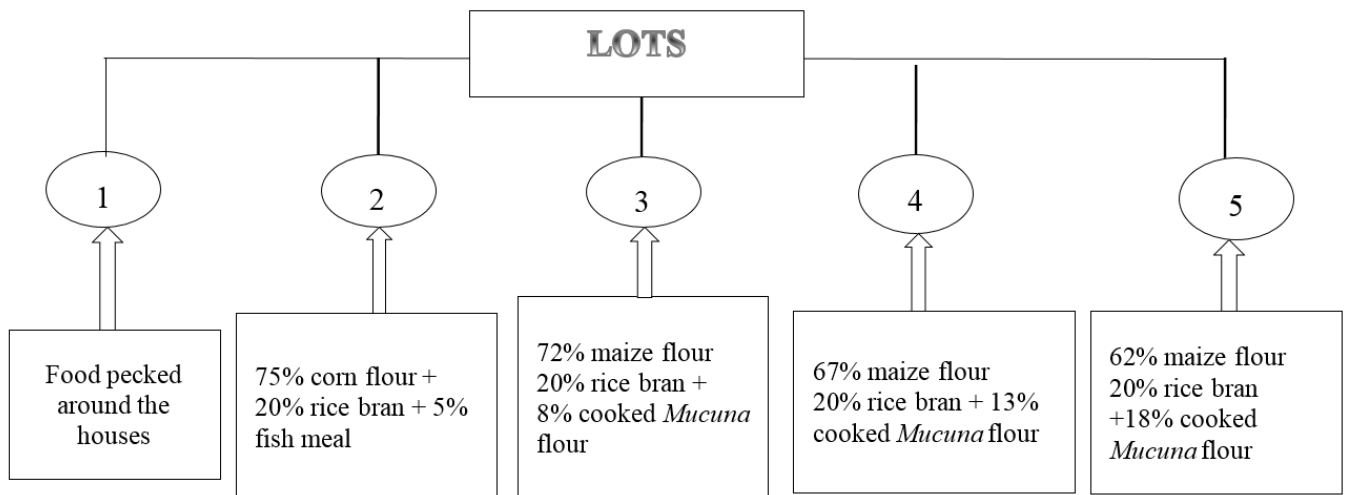 LOTS
1
2
3
4
5
Food pecked
around the
houses
75% corn flour +
20% rice bran + 5%
fish meal
72% maize flour
20% rice bran +
8% cooked Mucuna
flour
67% maize flour
20% rice bran + 13%
cooked Mucuna flour
62% maize flour
20% rice bran
+18% cooked
Mucuna flour